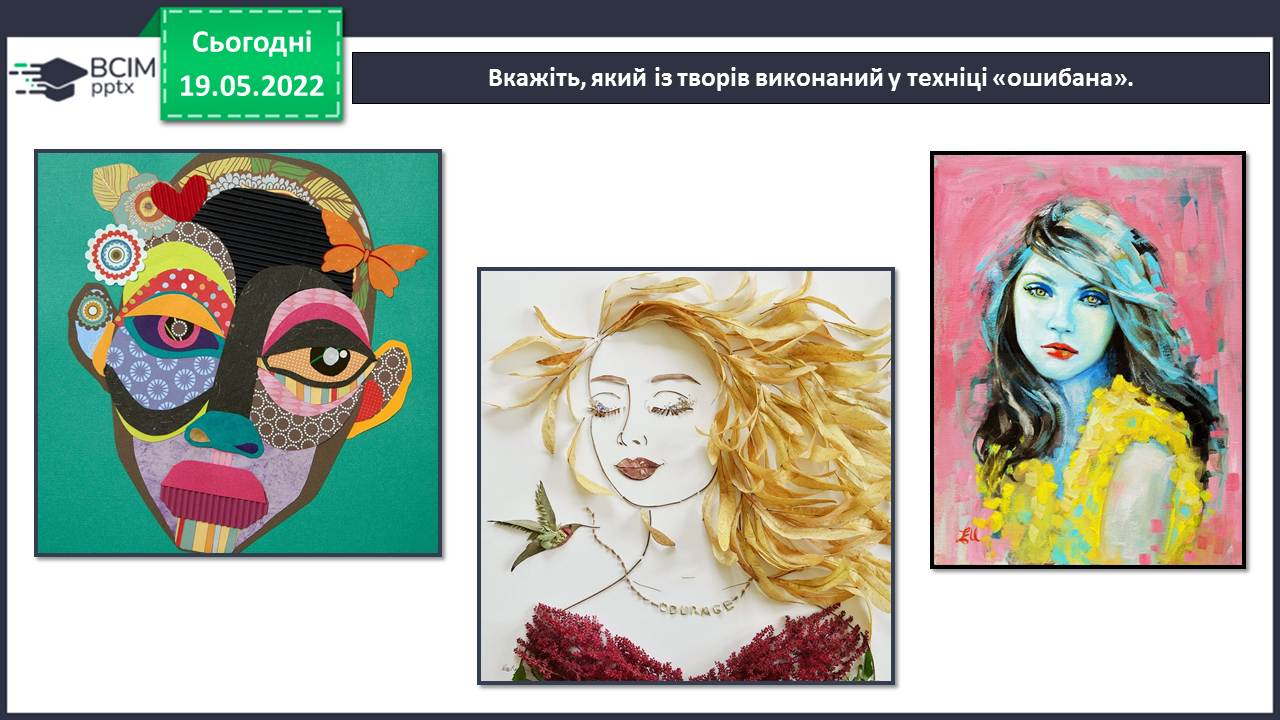 Сьогодні
19.05.2022
ВСІМ
pptx
Вкажіть, який із творів виконаний у техніці «ошибана».
COURAGE